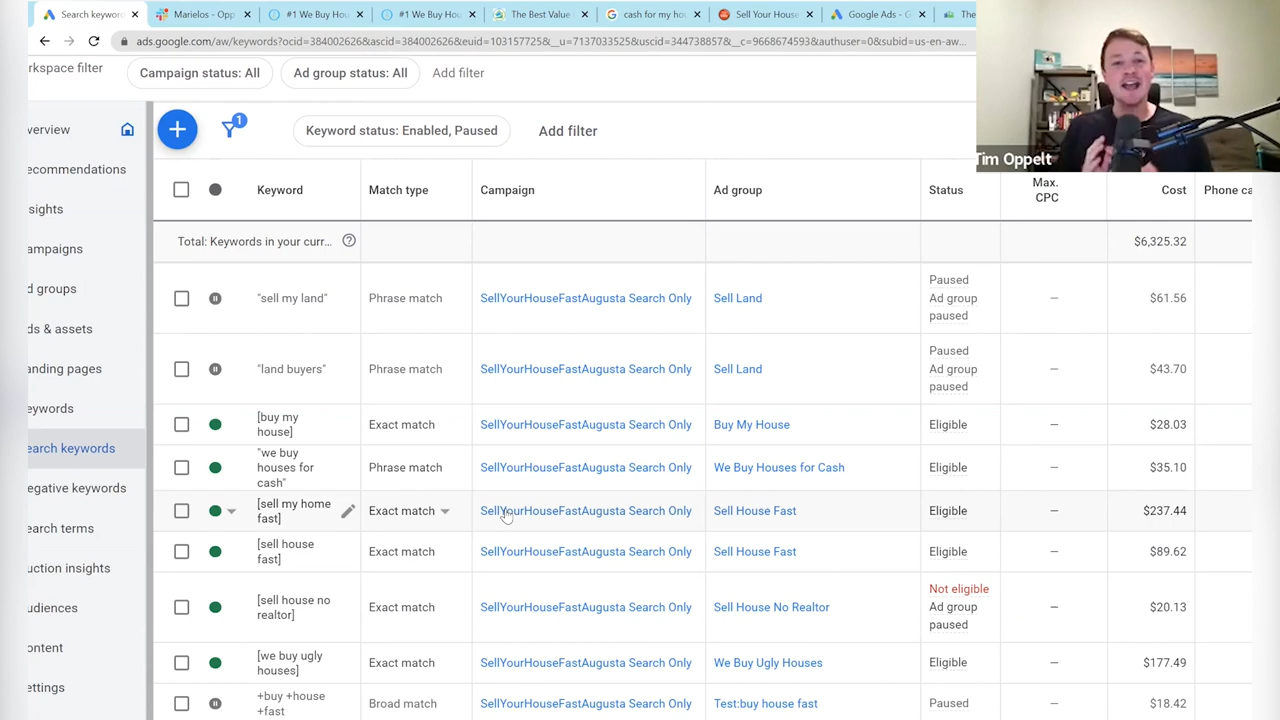 Search keyword
Marielos - Opp
#1 We Buy Hou
#1 We Buy Hou
The Best Value
cash for my ho
Sell Your House
Google Ads - G
The
ads.google.com/aw/keywords?ocid=384002626&ascid=384002626&euid=103157725&__u=7137033525&uscid=344738857&__c=9668674593&authuser=0&subid=us-en-aw...
rkspace filter
Campaign status: All
Ad group status: All
Add filter
Tim Oppelt
verview
ecommendations
sights
ampaigns
d groups
ds & assets
anding pages
eywords
earch keywords
egative keywords
earch terms
uction insights
udiences
ontent
ettings
+
1
Keyword status: Enabled, Paused
Add filter
Keyword Match type Campaign Ad group Status Max. CPC Cost Phone ca
Total: Keywords in your curr... $6,325.32
"sell my land" Phrase match SellYourHouseFastAugusta Search Only Sell Land Paused Ad group paused — $61.56
"land buyers" Phrase match SellYourHouseFastAugusta Search Only Sell Land Paused Ad group paused — $43.70
[buy my house] Exact match SellYourHouseFastAugusta Search Only Buy My House Eligible — $28.03
"we buy houses for cash" Phrase match SellYourHouseFastAugusta Search Only We Buy Houses for Cash Eligible — $35.10
[sell my home fast] Exact match SellYourHouseFastAugusta Search Only Sell House Fast Eligible — $237.44
[sell house fast] Exact match SellYourHouseFastAugusta Search Only Sell House Fast Eligible — $89.62
[sell house no realtor] Exact match SellYourHouseFastAugusta Search Only Sell House No Realtor Not eligible Ad group paused — $20.13
[we buy ugly houses] Exact match SellYourHouseFastAugusta Search Only We Buy Ugly Houses Eligible — $177.49
+buy +house +fast Broad match SellYourHouseFastAugusta Search Only Test:buy house fast Paused — $18.42